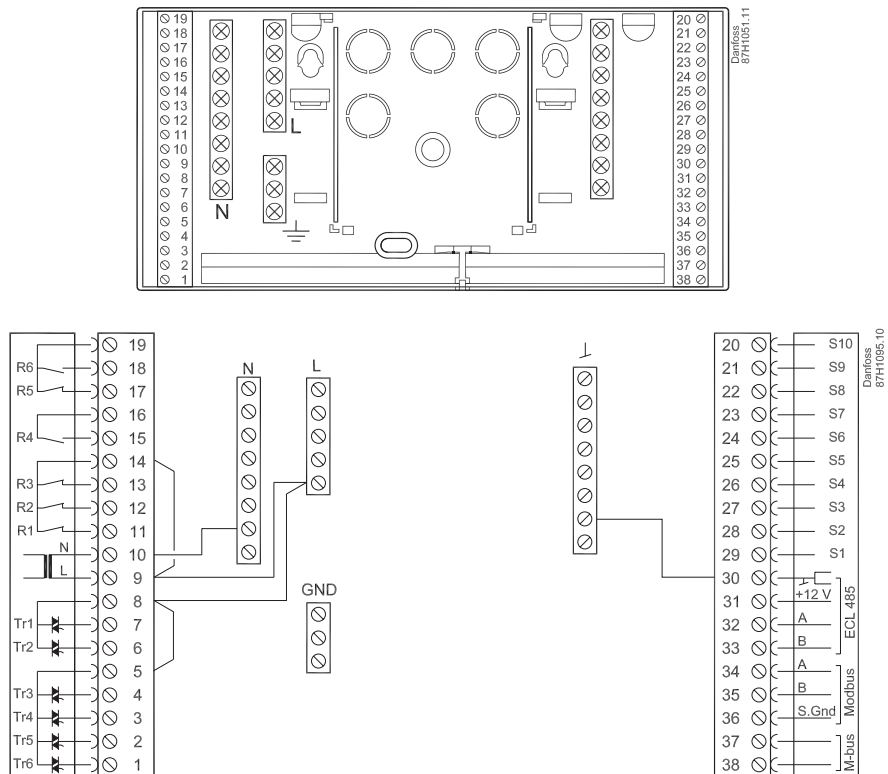 19 20
18 21
17 22
16 23
15 24
14 25
13 26
12 27
11 28
10 29
9 30
8 31
7 32
6 33
5 34
4 35
3 36
2 37
1 38
L
N
Danfoss
87H1051.11
19
R6 18
R5 17
16
R4 15
14
R3 13
R2 12
R1 11
N 10
L 9
8
Tr1 7
Tr2 6
5
Tr3 4
Tr4 3
Tr5 2
Tr6 1
N
L
GND
20 S10
21 S9
22 S8
23 S7
24 S6
25 S5
26 S4
27 S3
28 S2
29 S1
30
31 +12 V
32 A
33 B
34 A
35 B
36 S.Gnd
37
38
ECL 485
Modbus
M-bus
Danfoss
87H1095.10